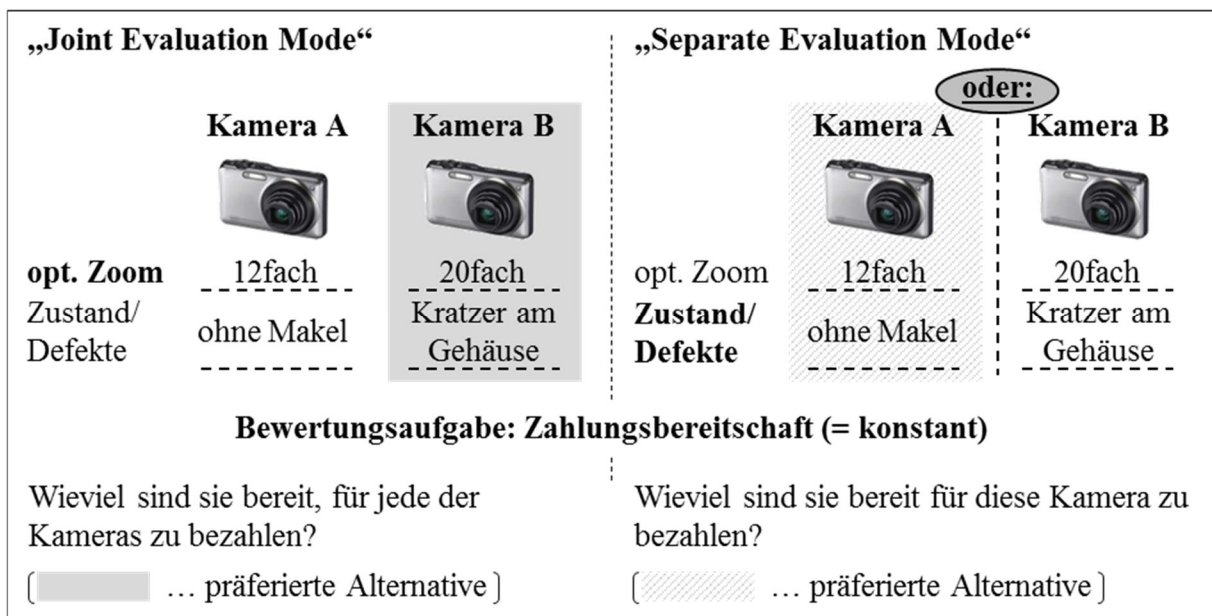 „Joint Evaluation Mode“
Kamera A
Kamera B
opt. Zoom
12fach
20fach
Zustand/
Defekte
ohne Makel
Kratzer am
Gehäuse
„Separate Evaluation Mode“
oder:
Kamera A
Kamera B
opt. Zoom
12fach
20fach
Zustand/
Defekte
ohne Makel
Kratzer am
Gehäuse
Bewertungsaufgabe: Zahlungsbereitschaft (= konstant)
Wieviel sind sie bereit, für jede der
Kameras zu bezahlen?
( … präferierte Alternative )
Wieviel sind sie bereit für diese Kamera zu
bezahlen?
( … präferierte Alternative )